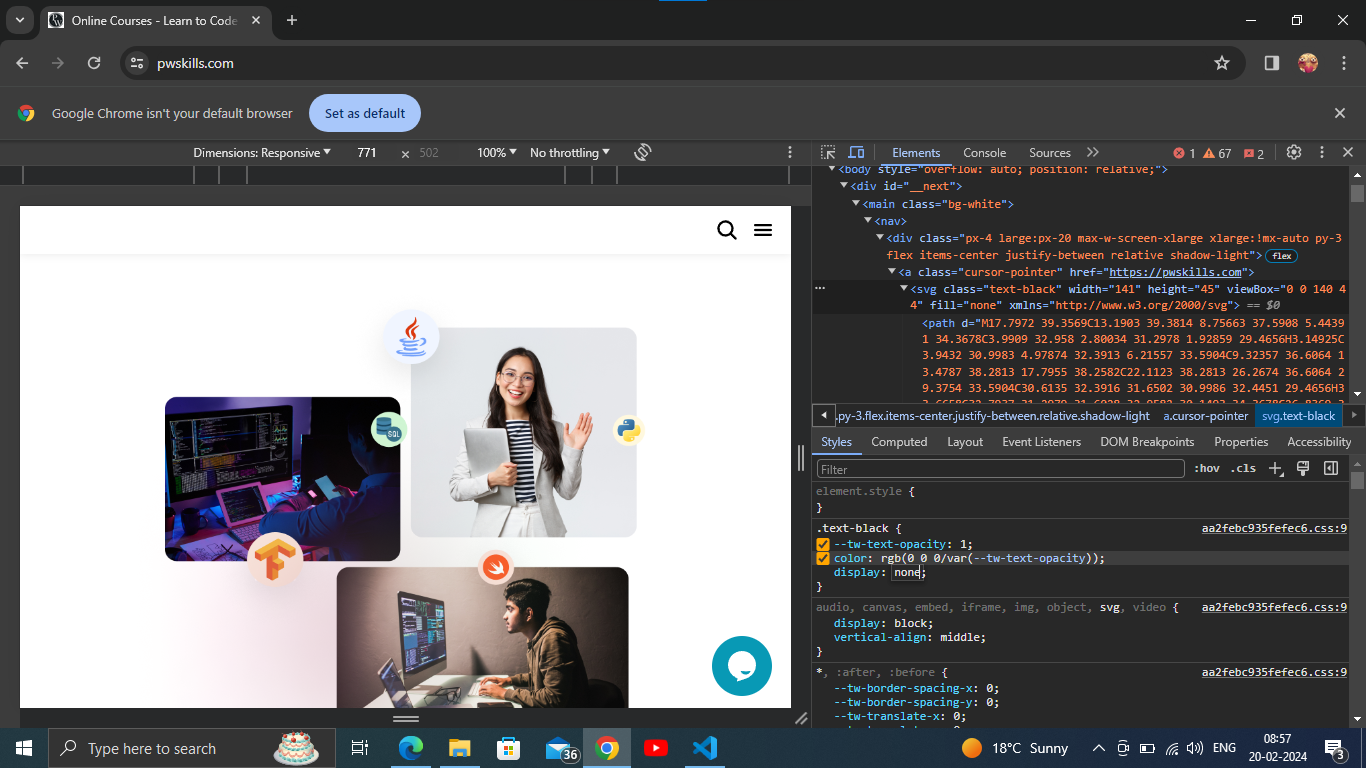 Online Courses - Learn to Code
pwskills.com
Google Chrome isn't your default browser
Set as default
Dimensions: Responsive
771
×
502
100%
No throttling
Elements
Console
Sources
1
67
2
<body style="overflow: auto; position: relative;">
<div id="__next">
<main class="bg-white">
<nav>
<div class="px-4 large:px-20 max-w-screen-xlarge xlarge:!mx-auto py-3
flex items-center justify-between relative shadow-light">
flex
<a class="cursor-pointer" href="https://pwskills.com">
<svg class="text-black" width="141" height="45" viewBox="0 0 140 4
4" fill="none" xmlns="http://www.w3.org/2000/svg"> == $0
<path d="M17.7972 39.3569C13.1903 39.3814 8.75663 37.5908 5.4439
1 34.3678C3.9909 32.958 2.80034 31.2978 1.92859 29.4656H3.14925C
3.9432 30.9983 4.97874 32.3913 6.21557 33.5904C9.32357 36.6064 1
3.4787 38.2813 17.7955 38.2582C22.1123 38.2813 26.2674 36.6064 2
9.3754 33.5904C30.6135 32.3916 31.6502 30.9986 32.4451 29.4656H3
.py-3.flex.items-center.justify-between.relative.shadow-light
a.cursor-pointer
svg.text-black
Styles
Computed
Layout
Event Listeners
DOM Breakpoints
Properties
Accessibility
Filter
:hov
.cls
element.style {
}
.text-black {
aa2febc935fefec6.css:9
--tw-text-opacity: 1;
color: rgb(0 0 0/var(--tw-text-opacity));
display: none;
}
audio, canvas, embed, iframe, img, object, svg, video {
aa2febc935fefec6.css:9
display: block;
vertical-align: middle;
}
*, :after, :before {
aa2febc935fefec6.css:9
--tw-border-spacing-x: 0;
--tw-border-spacing-y: 0;
--tw-translate-x: 0;
SQL
Type here to search
36
18°C Sunny
ENG
08:57
20-02-2024
3